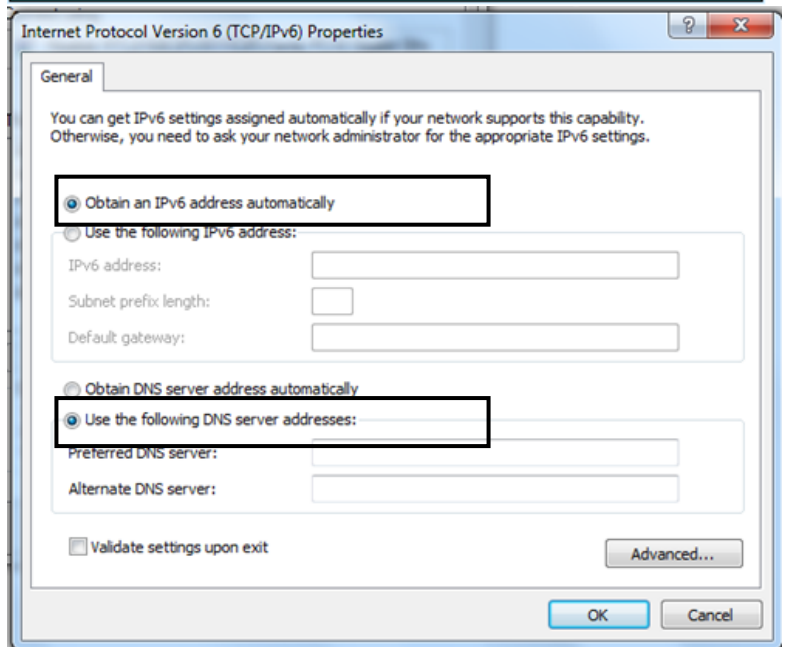 Internet Protocol Version 6 (TCP/IPv6) Properties
General
You can get IPv6 settings assigned automatically if your network supports this capability.
Otherwise, you need to ask your network administrator for the appropriate IPv6 settings.
Obtain an IPv6 address automatically
Use the following IPv6 address:
IPv6 address:
Subnet prefix length:
Default gateway:
Obtain DNS server address automatically
Use the following DNS server addresses:
Preferred DNS server:
Alternate DNS server:
Validate settings upon exit
Advanced...
OK Cancel